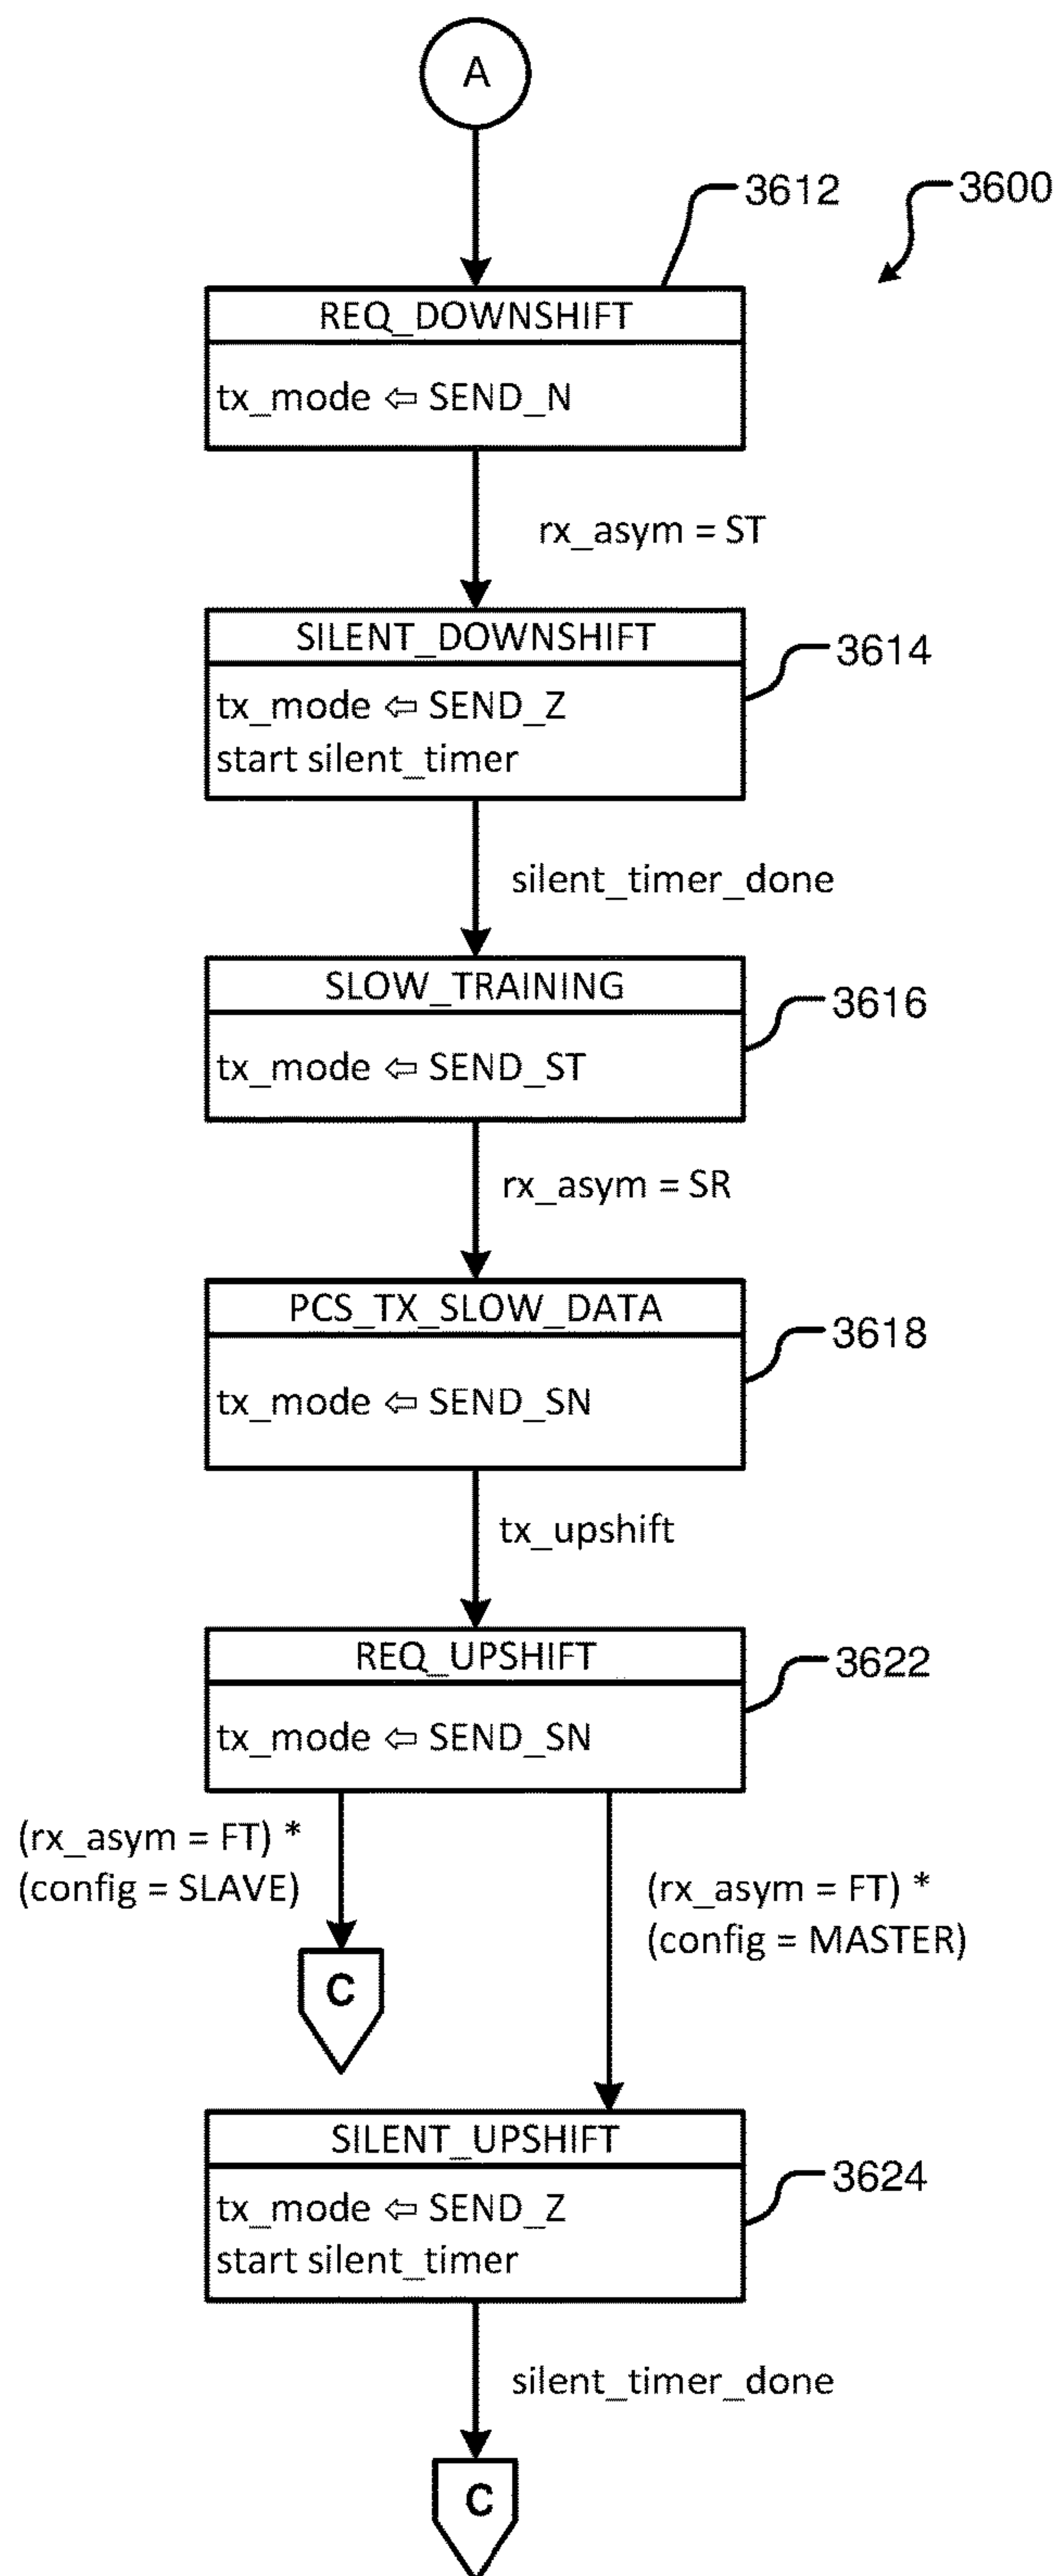 A
3612
3600
REQ_DOWNSHIFT
tx_mode ⇦ SEND_N
rx_asym = ST
SILENT_DOWNSHIFT
3614
tx_mode ⇦ SEND_Z
start silent_timer
silent_timer_done
SLOW_TRAINING
3616
tx_mode ⇦ SEND_ST
rx_asym = SR
PCS_TX_SLOW_DATA
3618
tx_mode ⇦ SEND_SN
tx_upshift
REQ_UPSHIFT
3622
tx_mode ⇦ SEND_SN
(rx_asym = FT) *
(config = SLAVE)
(rx_asym = FT) *
(config = MASTER)
C
SILENT_UPSHIFT
3624
tx_mode ⇦ SEND_Z
start silent_timer
silent_timer_done
C